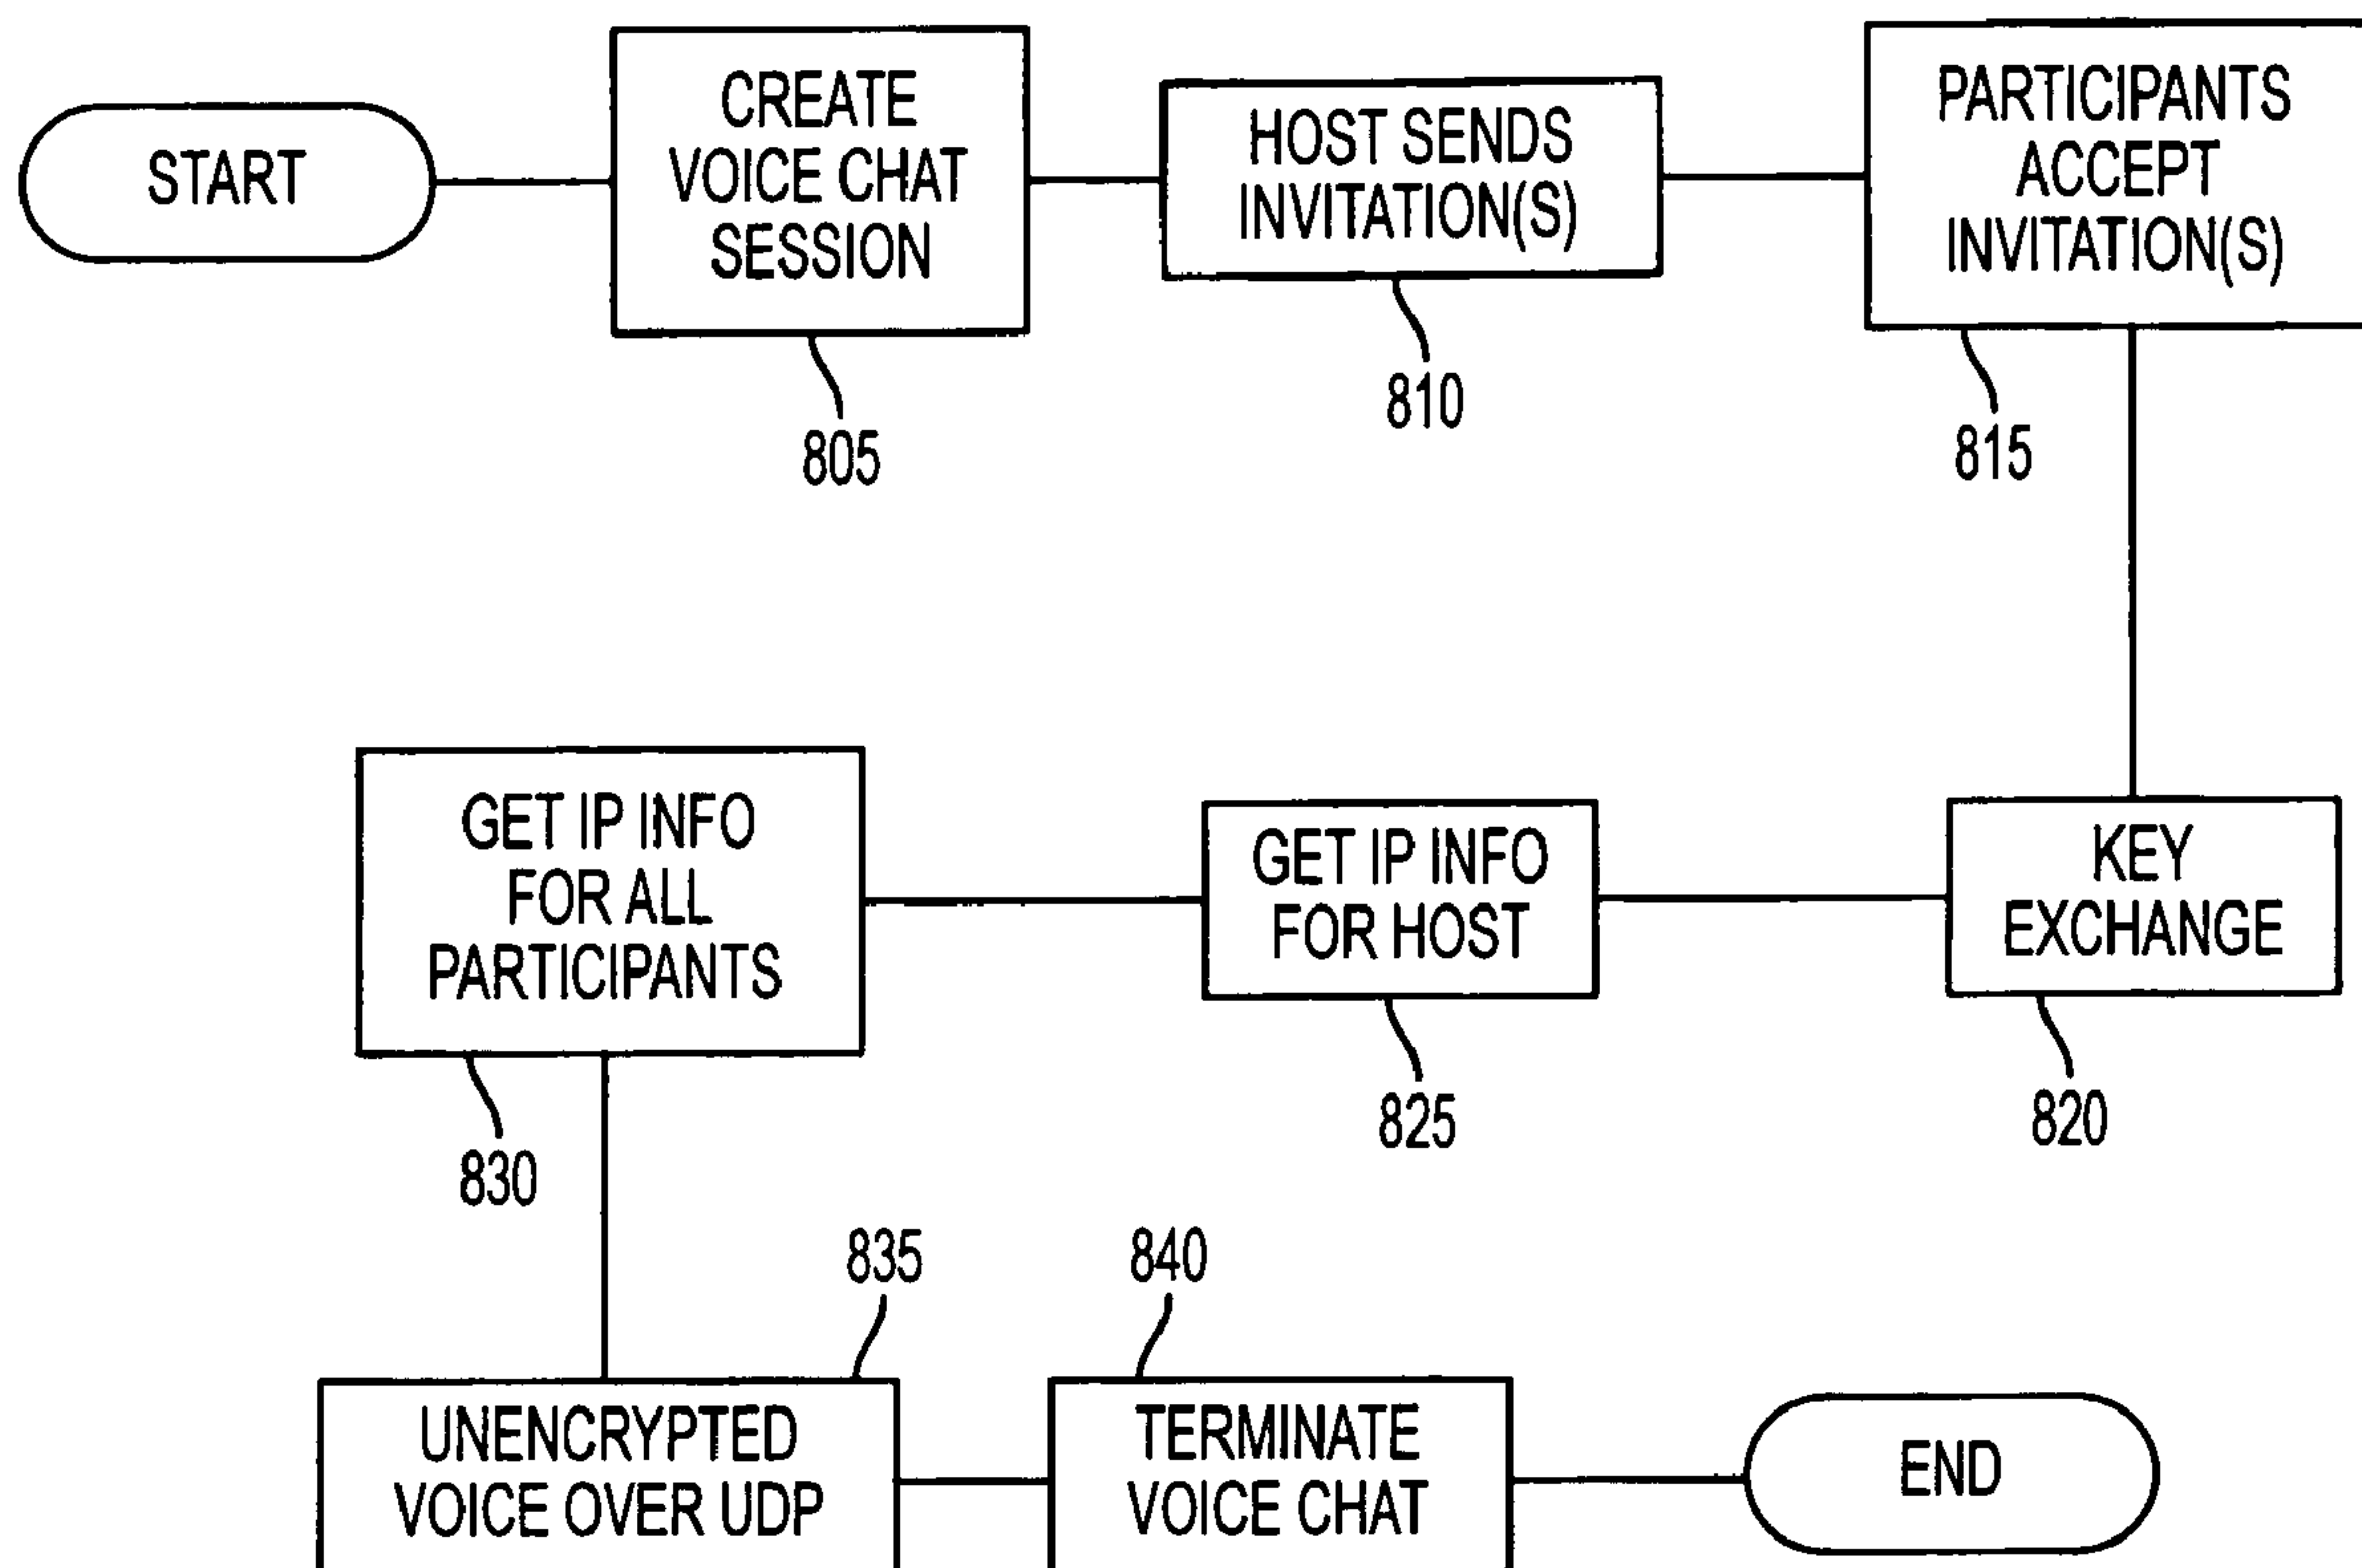 START
CREATE
VOICE CHAT
SESSION
805
HOST SENDS
INVITATION(S)
810
PARTICIPANTS
ACCEPT
INVITATION(S)
815
KEY
EXCHANGE
820
GET IP INFO
FOR HOST
825
GET IP INFO
FOR ALL
PARTICIPANTS
830
835
UNENCRYPTED
VOICE OVER UDP
840
TERMINATE
VOICE CHAT
END